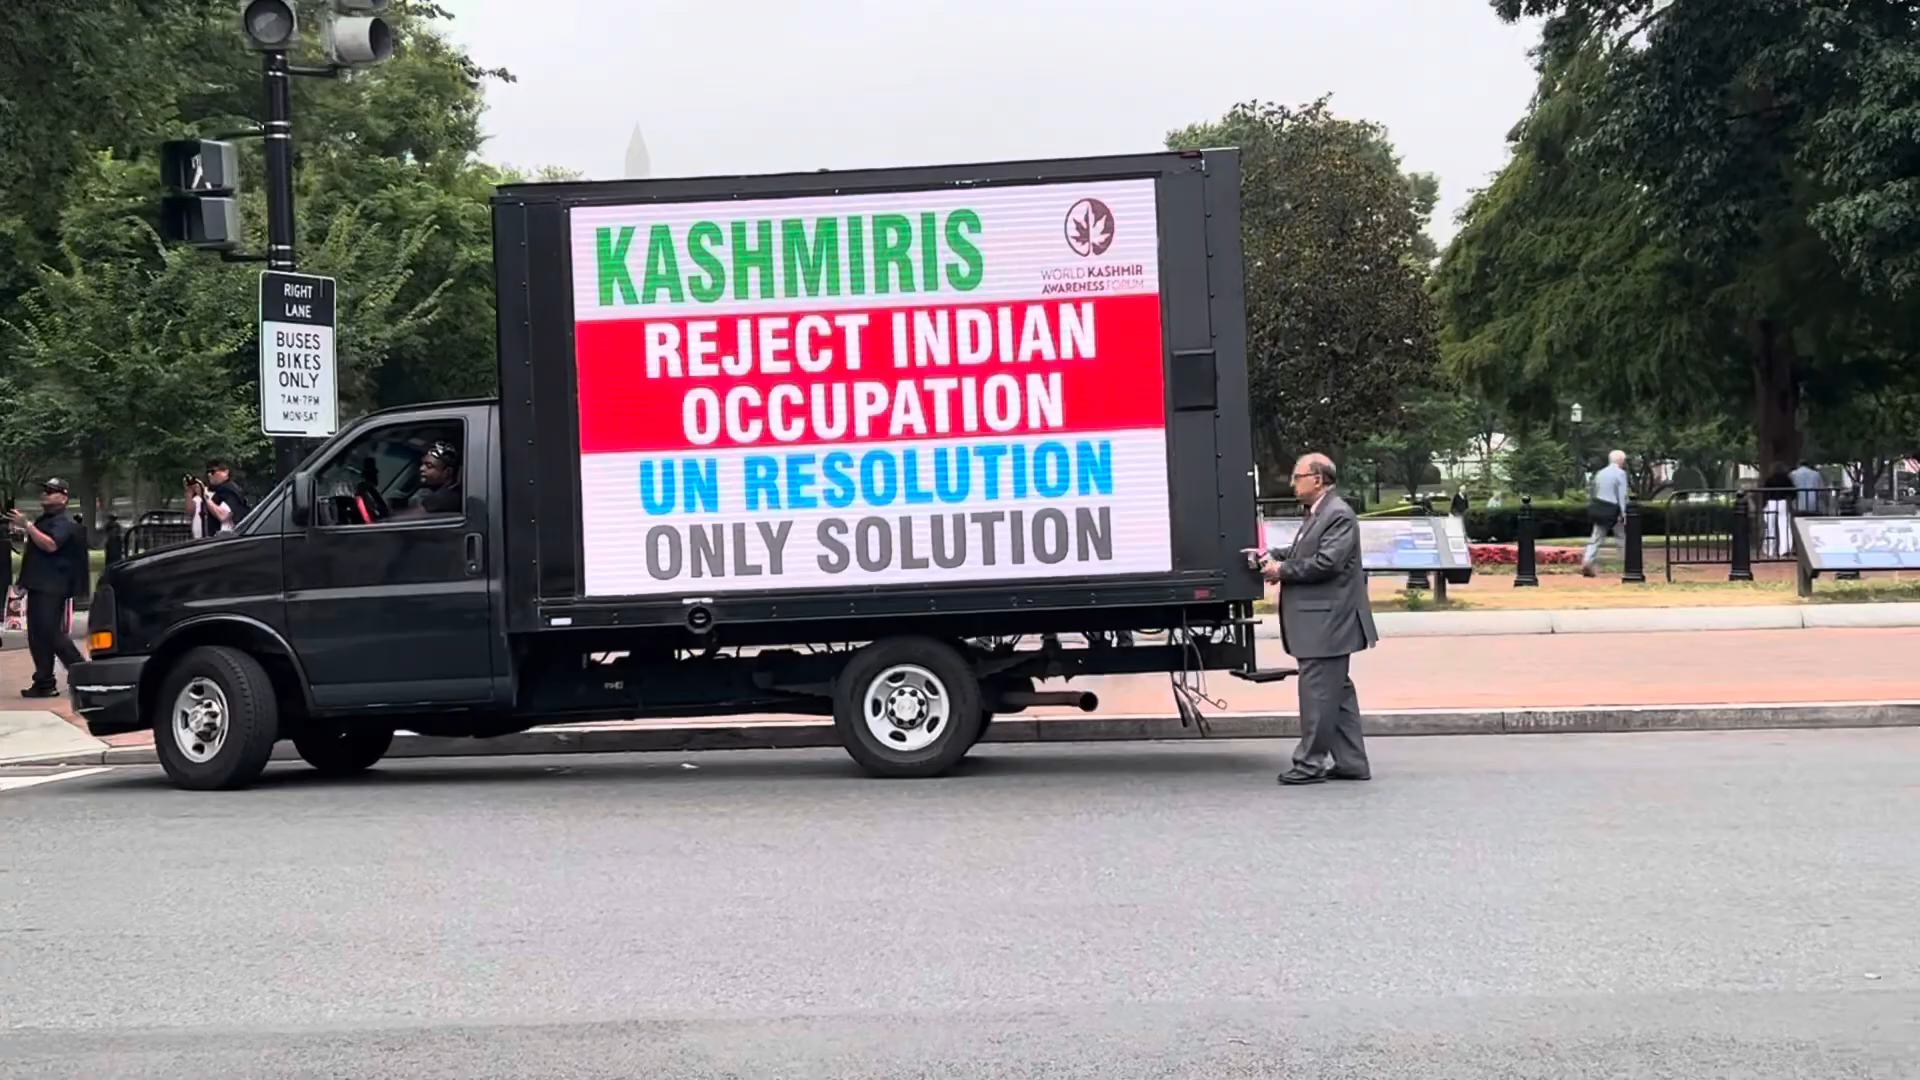 RIGHT
LANE
BUSES
BIKES
ONLY
7AM-7PM
MON-SAT
KASHMIRIS
WORLD KASHMIR
AWARENESS FORUM
REJECT INDIAN
OCCUPATION
UN RESOLUTION
ONLY SOLUTION